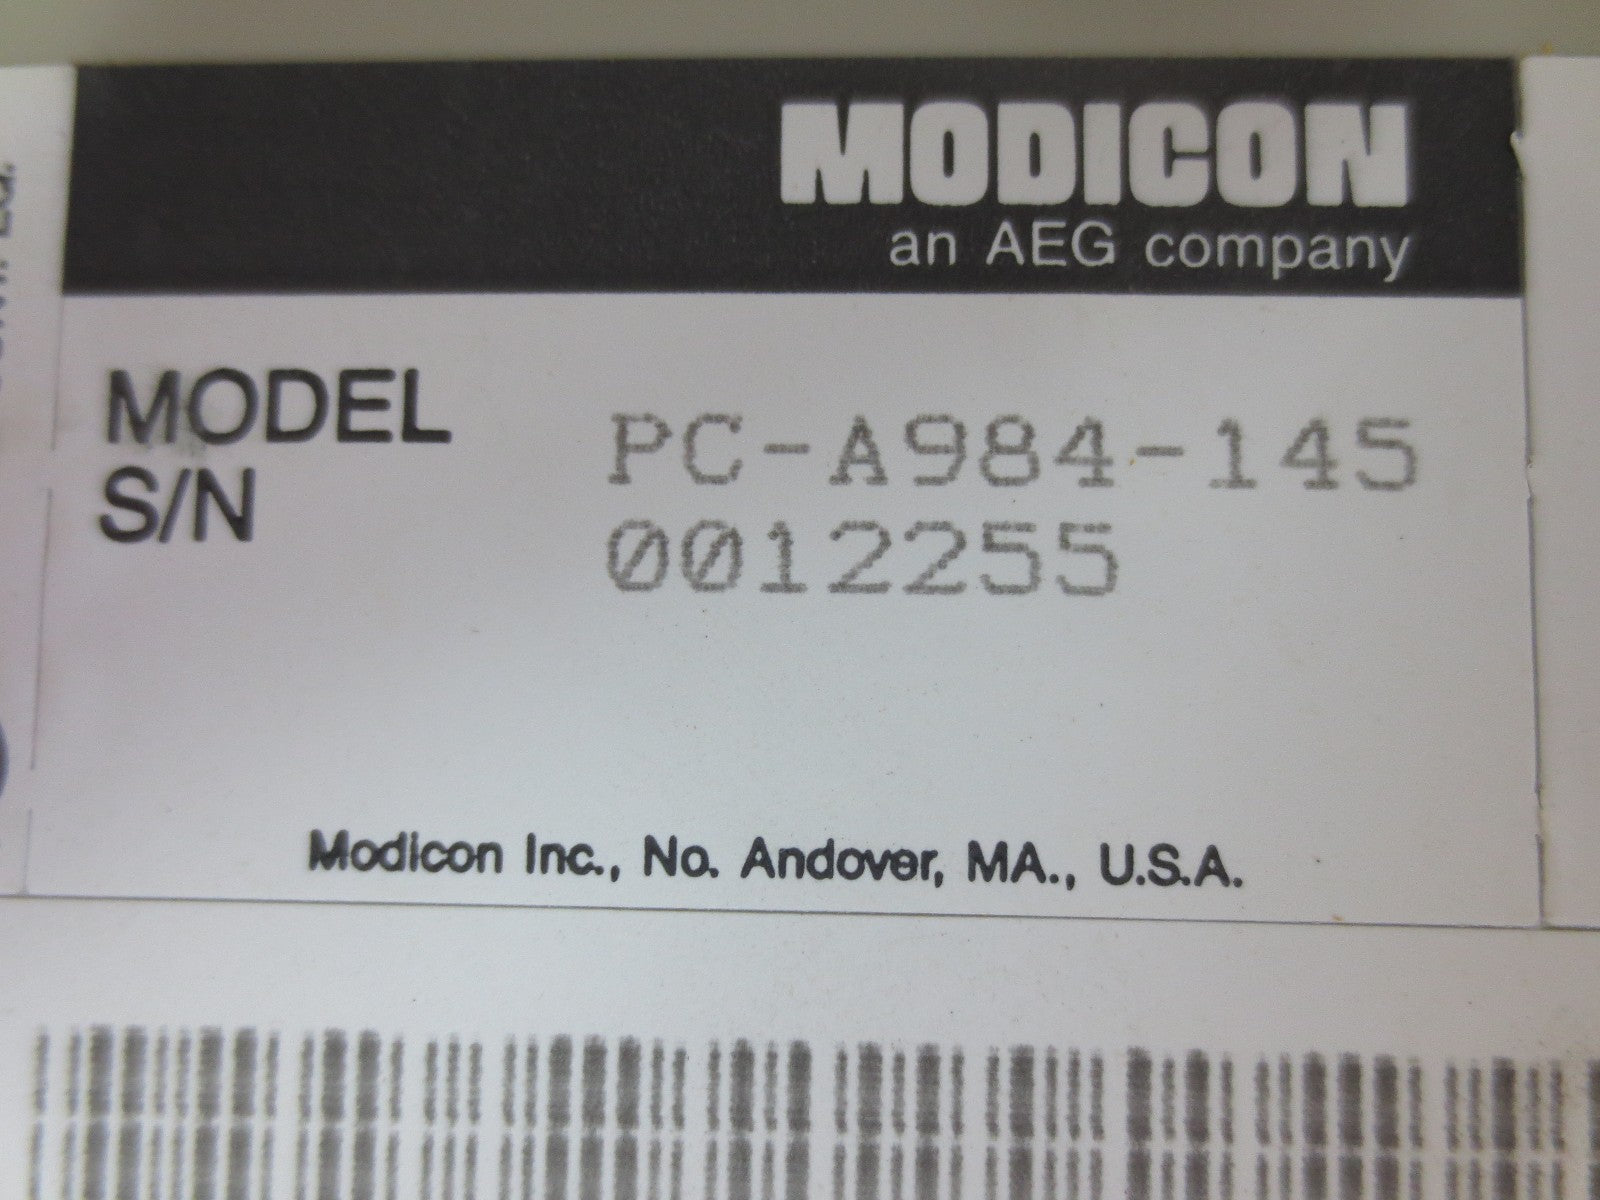 MODICON
an AEG company
MODEL PC-A984-145
S/N 0012255
Modicon Inc., No. Andover, MA., U.S.A.